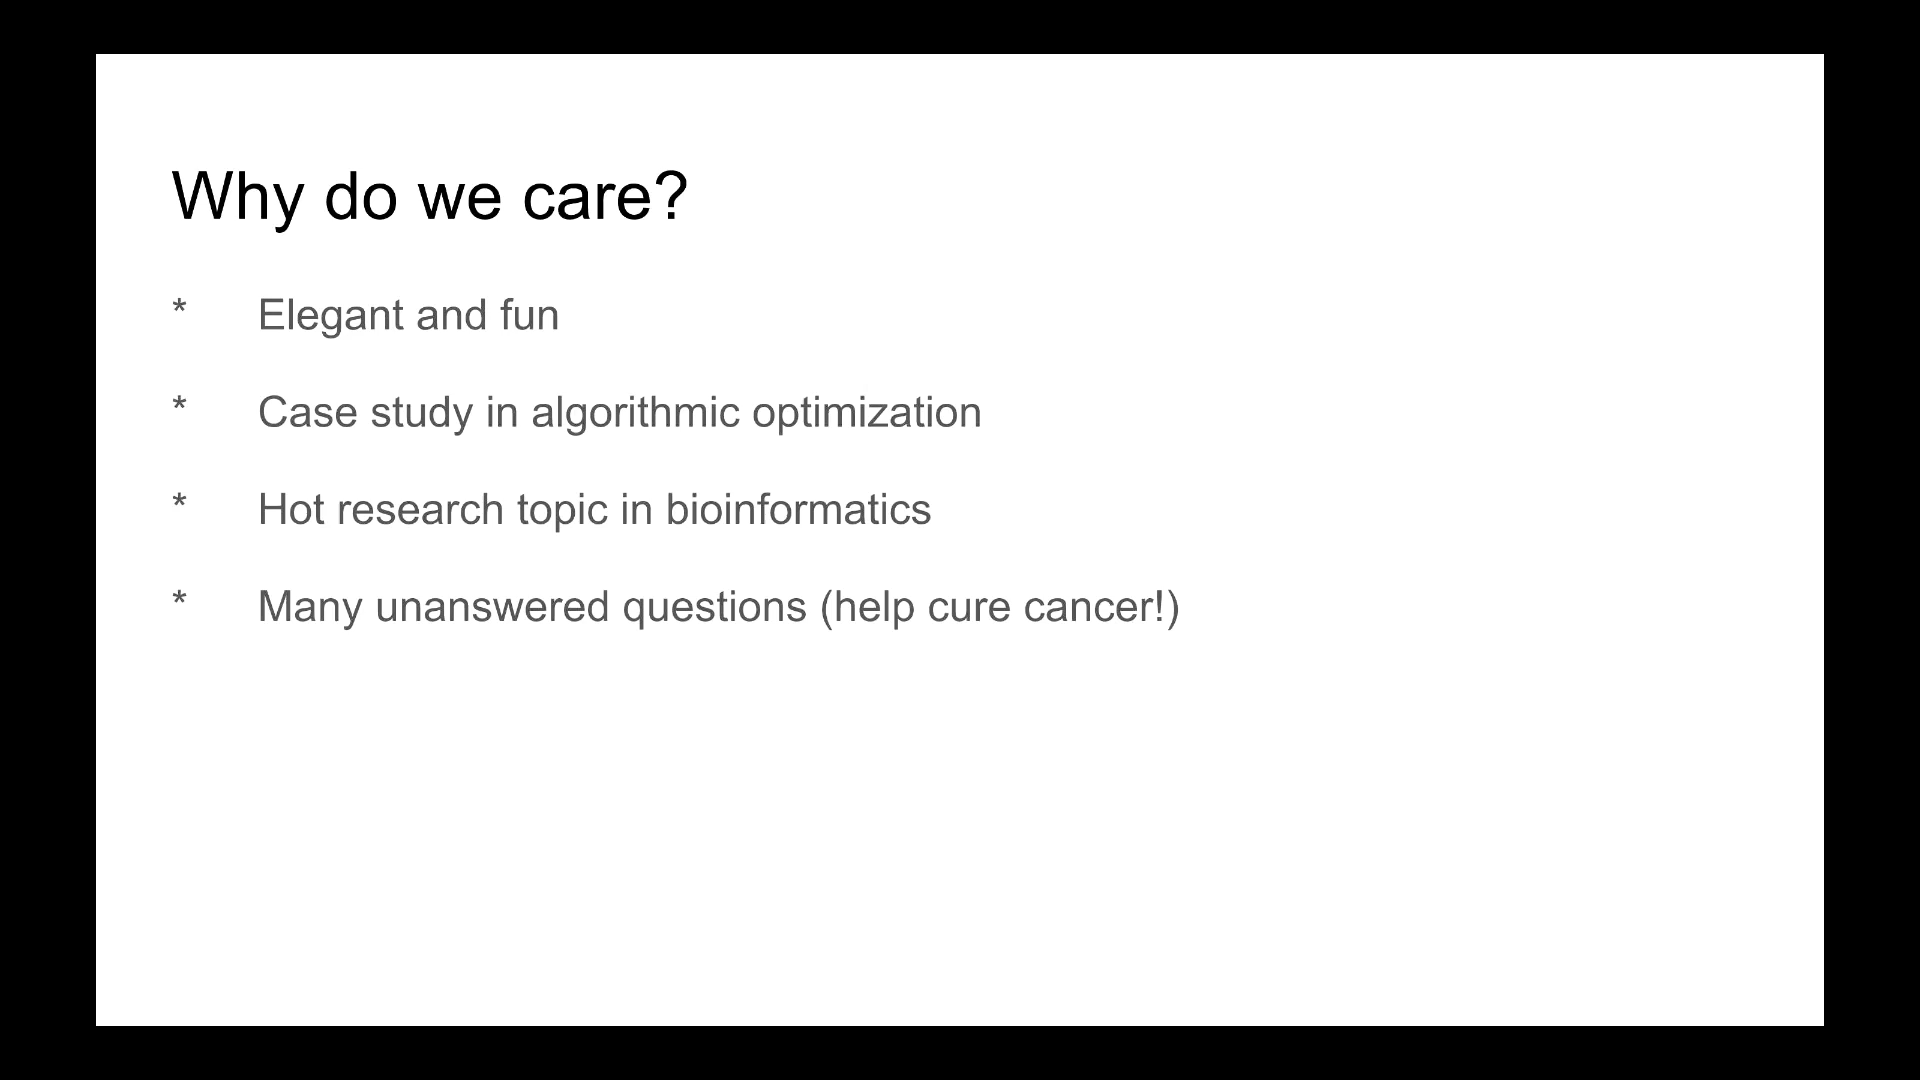 Why do we care?
* Elegant and fun
* Case study in algorithmic optimization
* Hot research topic in bioinformatics
* Many unanswered questions (help cure cancer!)